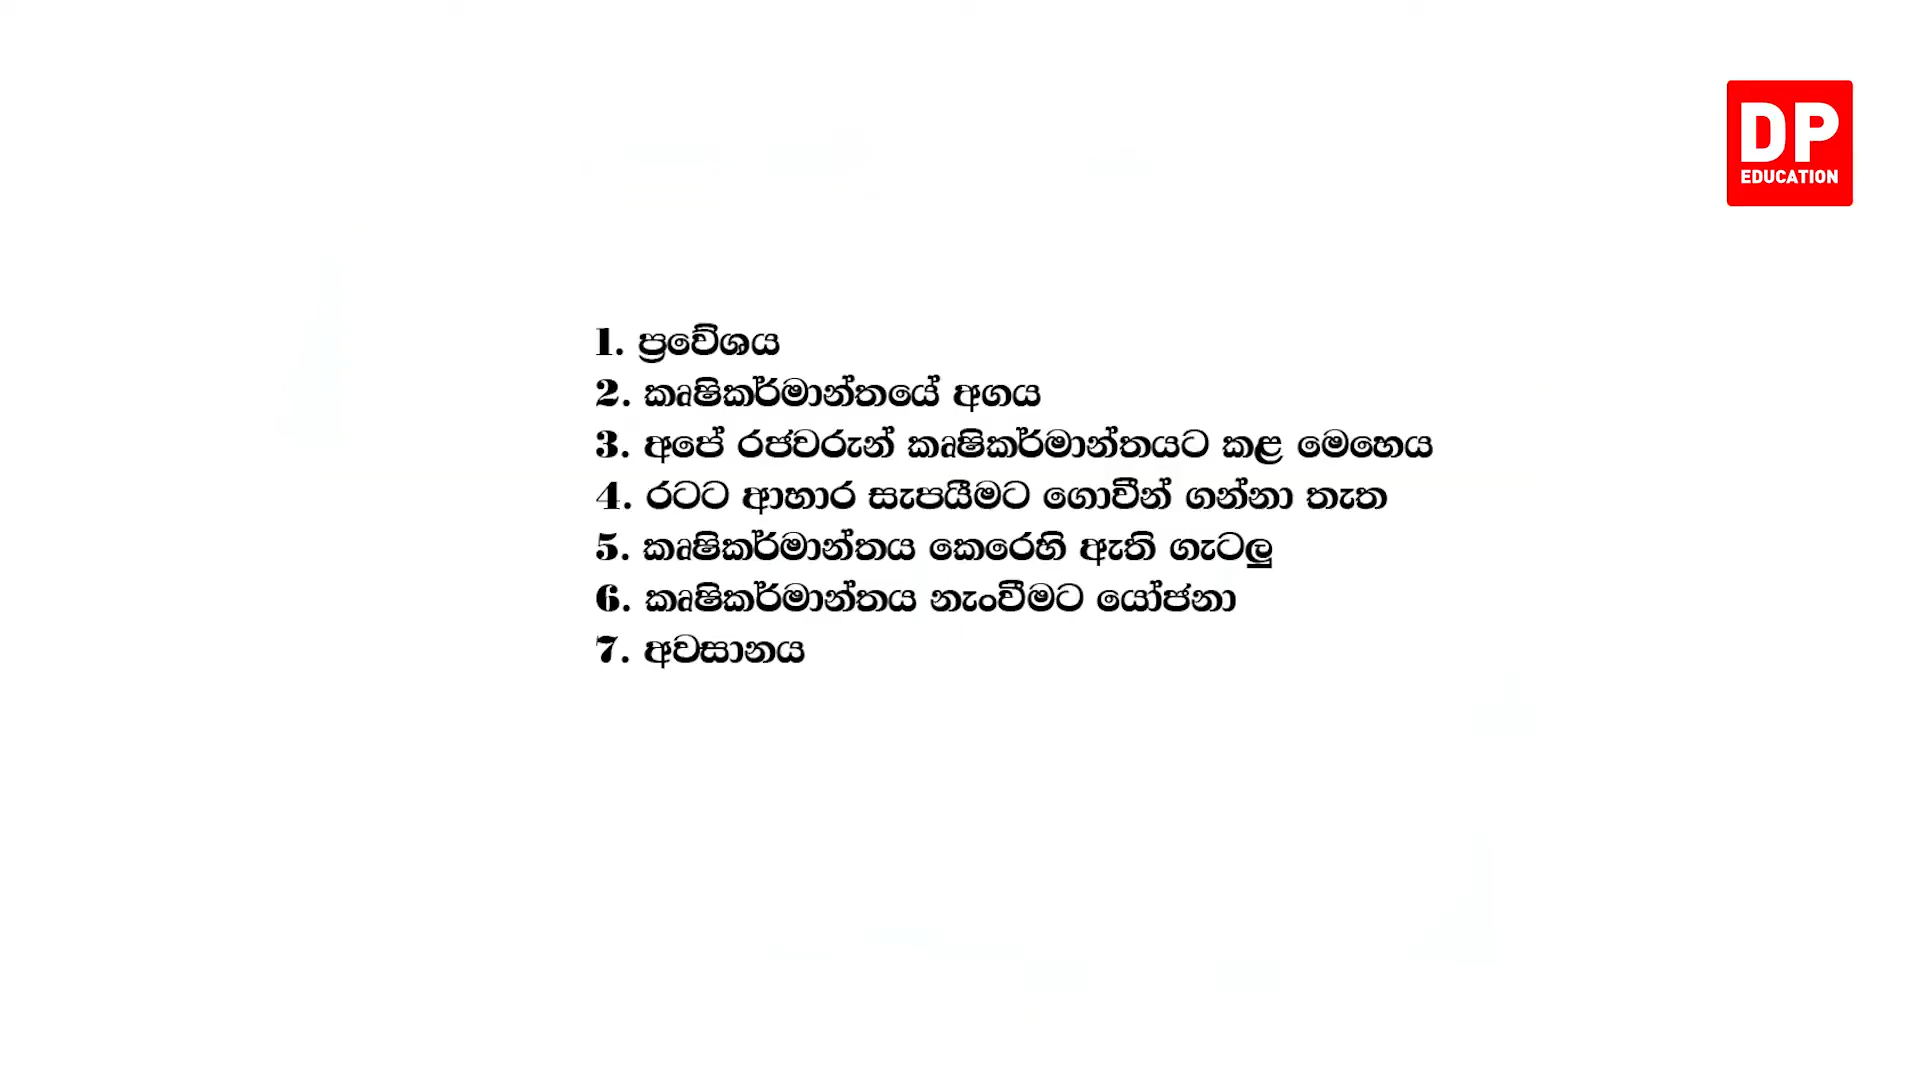 DP
EDUCATION
1. ප්‍රවේශය
2. කෘෂිකර්මාන්තයේ අගය
3. අපේ රජවරුන් කෘෂිකර්මාන්තයට කළ මෙහෙය
4. රටට ආහාර සැපයීමට ගොවීන් ගන්නා තැත
5. කෘෂිකර්මාන්තය කෙරෙහි ඇති ගැටලු
6. කෘෂිකර්මාන්තය නැංවීමට යෝජනා
7. අවසානය